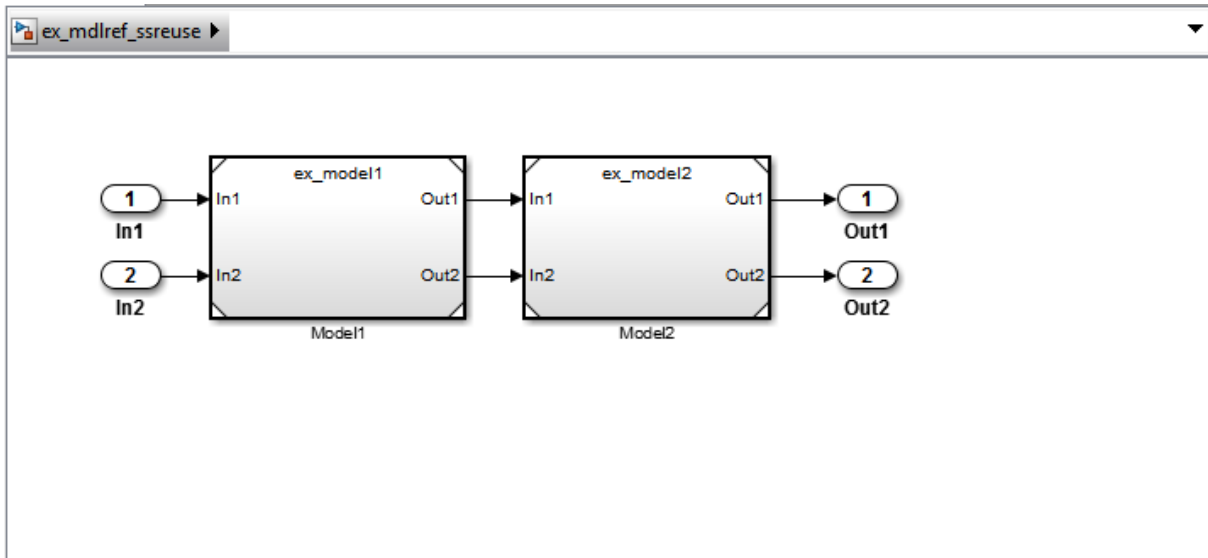 ex_mdlref_ssreuse
ex_model1
ex_model2
1
In1
Out1
In1
Out1
1
In1
Out1
2
In2
Out2
In2
Out2
2
In2
Out2
Model1
Model2